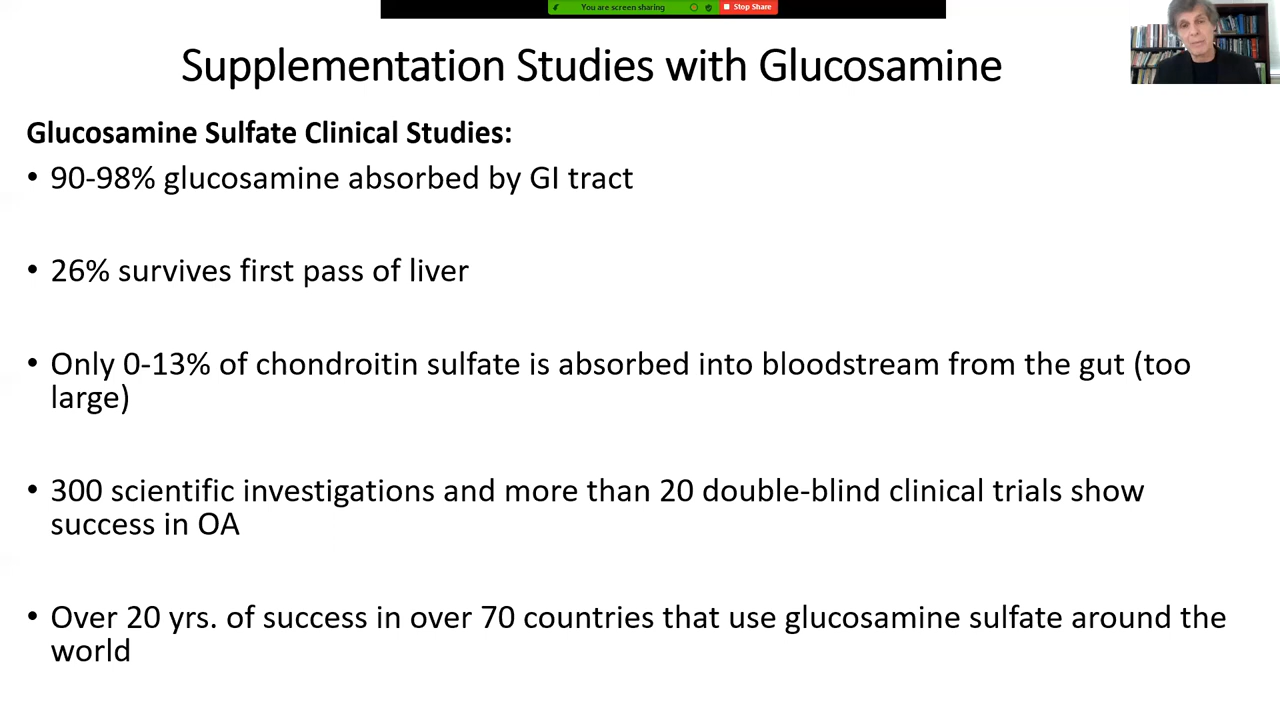 You are screen sharing
Stop Share
Supplementation Studies with Glucosamine
Glucosamine Sulfate Clinical Studies:
• 90-98% glucosamine absorbed by GI tract
• 26% survives first pass of liver
• Only 0-13% of chondroitin sulfate is absorbed into bloodstream from the gut (too
large)
• 300 scientific investigations and more than 20 double-blind clinical trials show
success in OA
• Over 20 yrs. of success in over 70 countries that use glucosamine sulfate around the
world